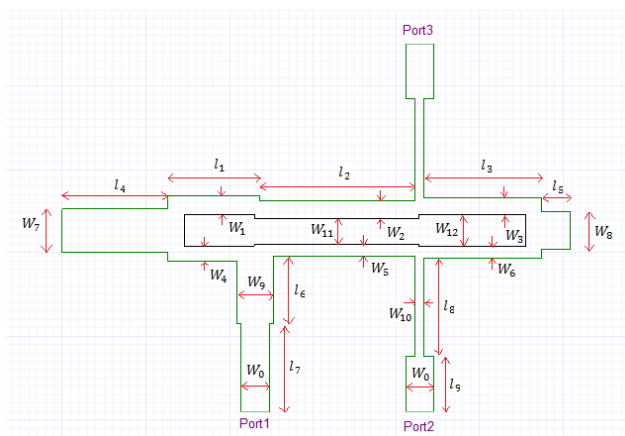 Port3
l₁
l₂
l₃
l₄
l₅
W₇
W₁
W₁₁
W₂
W₁₂
W₃
W₈
W₄
W₅
W₆
W₉
l₆
W₁₀
l₈
W₀
l₇
W₀
l₉
Port1
Port2